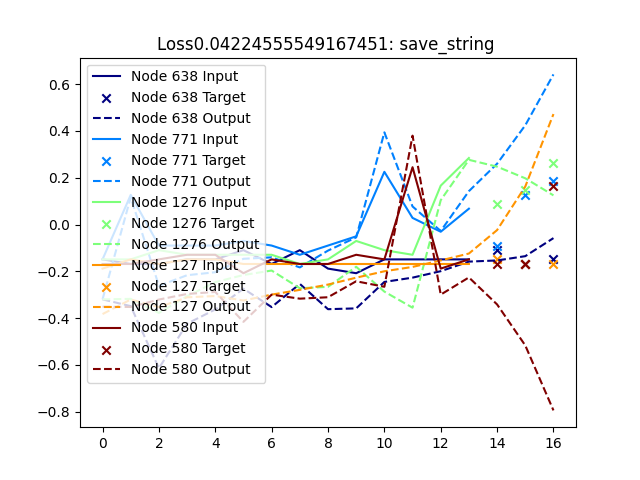 Loss0.04224555549167451: save_string
0.6
0.4
0.2
0.0
−0.2
−0.4
−0.6
−0.8
Node 638 Input
Node 638 Target
Node 638 Output
Node 771 Input
Node 771 Target
Node 771 Output
Node 1276 Input
Node 1276 Target
Node 1276 Output
Node 127 Input
Node 127 Target
Node 127 Output
Node 580 Input
Node 580 Target
Node 580 Output
0 2 4 6 8 10 12 14 16